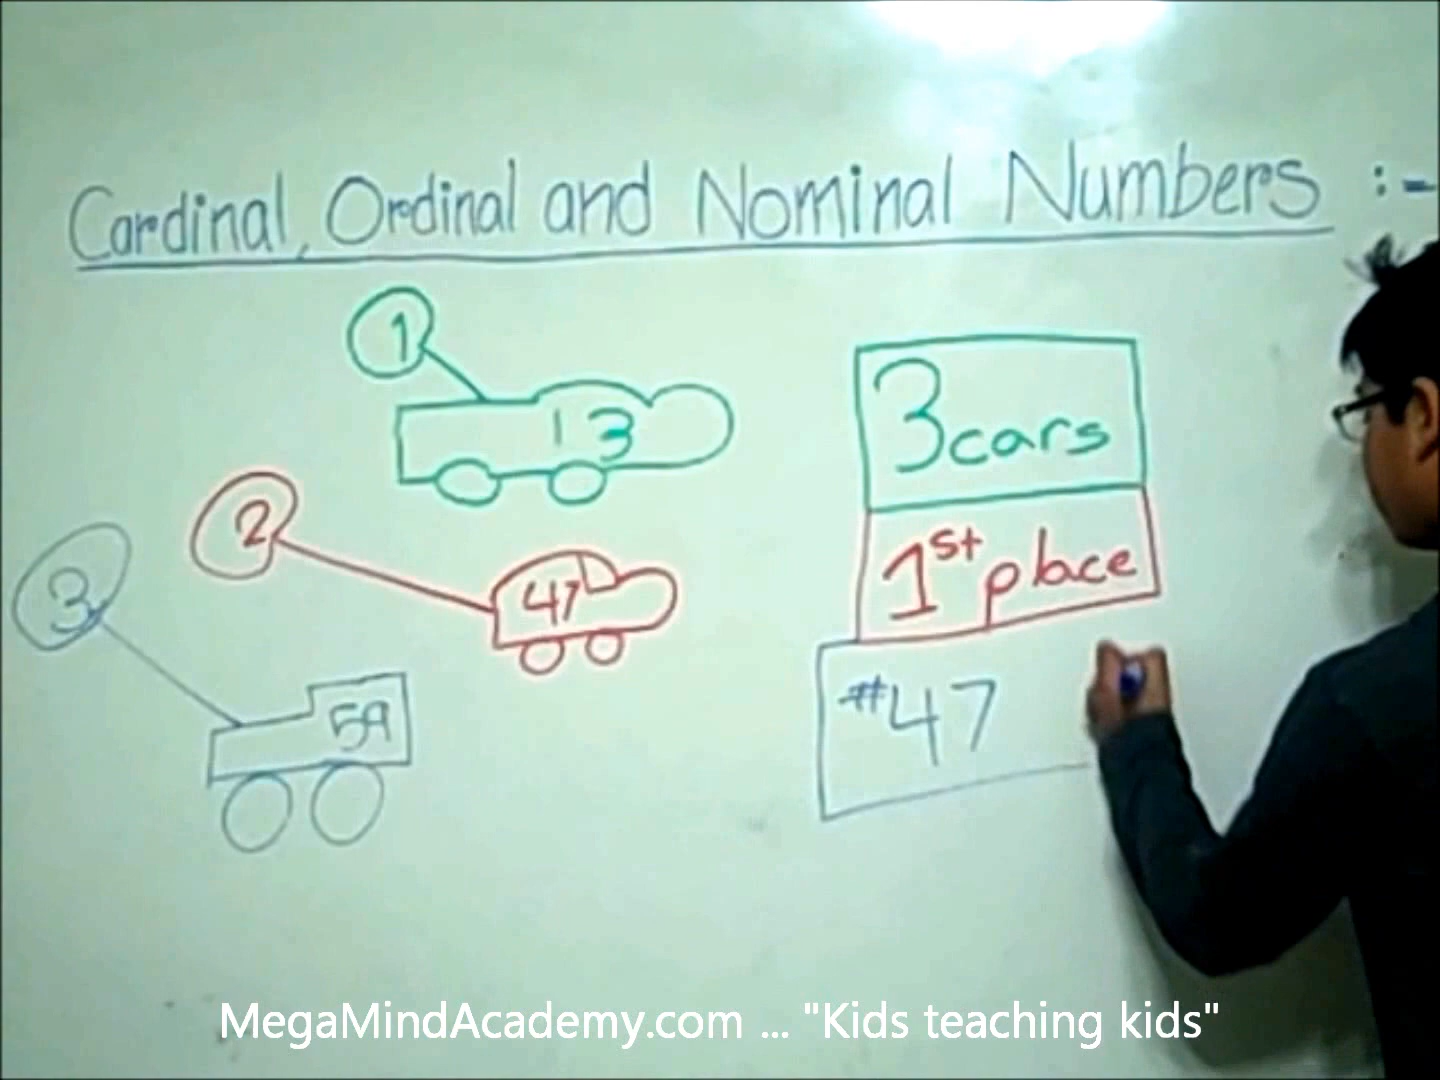 Cardinal, Ordinal and Nominal Numbers :-
1
13
2
47
3
59
3 cars
1st place
#47
MegaMindAcademy.com ... "Kids teaching kids"